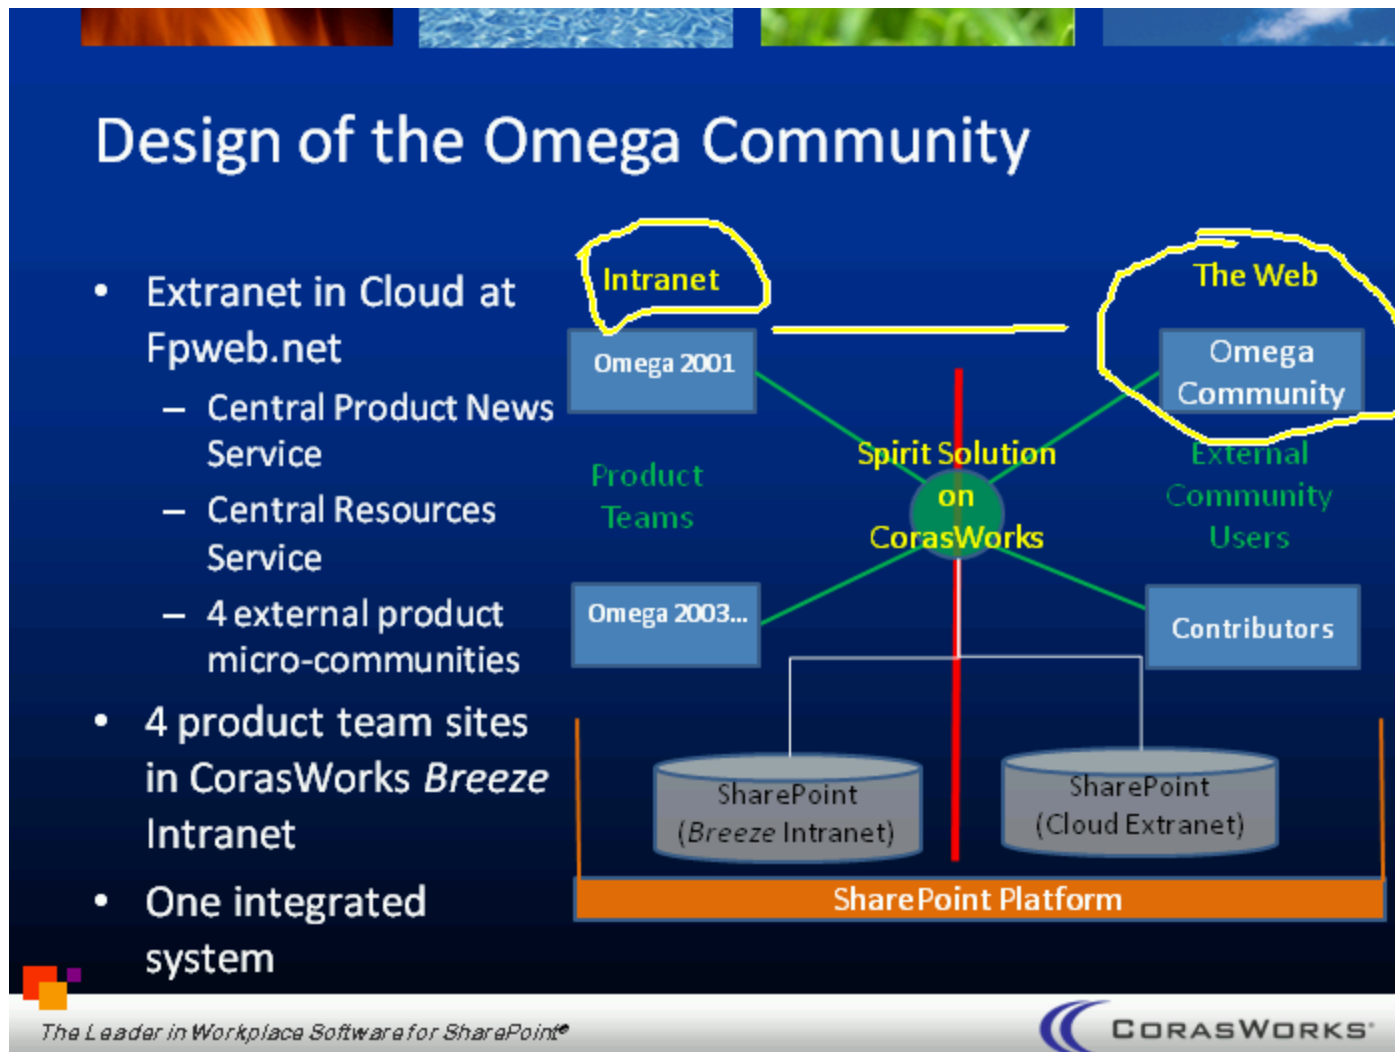 Design of the Omega Community
• Extranet in Cloud at
Fpweb.net
– Central Product News
Service
– Central Resources
Service
– 4 external product
micro-communities
• 4 product team sites
in CorasWorks Breeze
Intranet
• One integrated
system
Intranet
The Web
Omega 2001
Omega
Community
Spirit Solution
on
CorasWorks
Product
Teams
External
Community
Users
Omega 2003...
Contributors
SharePoint
(Breeze Intranet)
SharePoint
(Cloud Extranet)
SharePoint Platform
The Leader in Workplace Software for SharePoint®
CORASWORKS